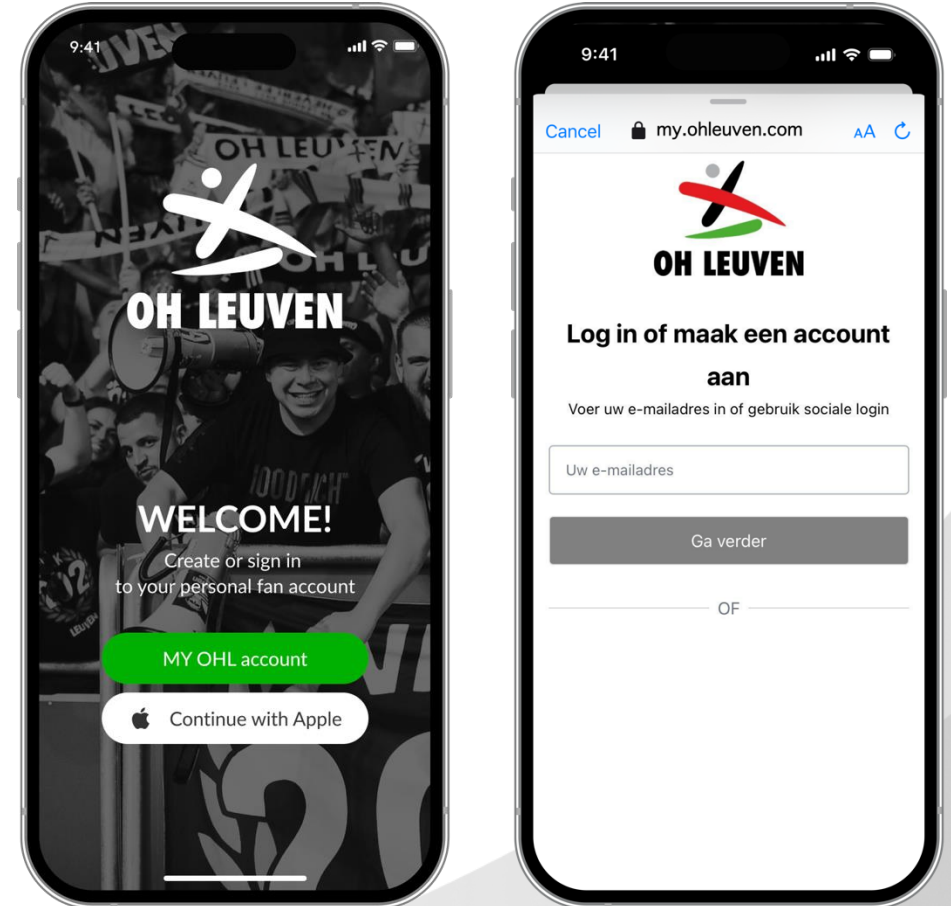 9:41
OH LEUVEN
OH LEUVEN
WELCOME!
Create or sign in
to your personal fan account
MY OHL account
Continue with Apple
9:41
Cancel
my.ohleuven.com
AA
OH LEUVEN
Log in of maak een account
aan
Voer uw e-mailadres in of gebruik sociale login
Uw e-mailadres
Ga verder
OF